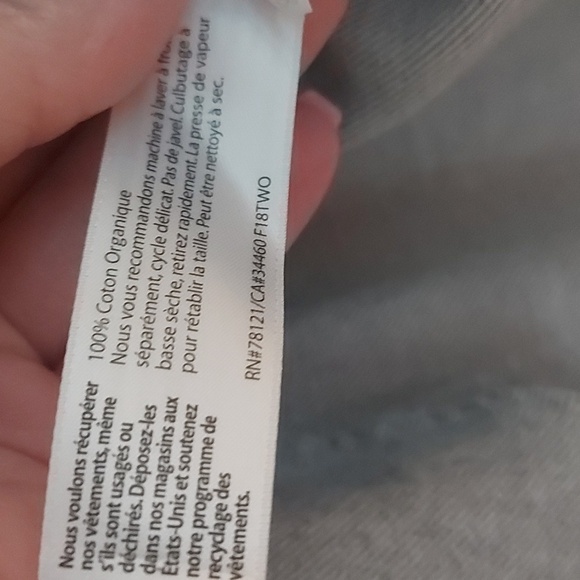 100% Coton Organique
Nous vous recommandons machine à laver à
séparément, cycle délicat. Pas de javel. Culbutage à
basse sèche, retirez rapidement. La presse de vapeur
pour rétablir la taille. Peut être nettoyé à sec.
RN#78121/CA#34460 F18TWO
Nous voulons récupérer
nos vêtements, même
s'ils sont usagés ou
déchirés. Déposez-les
dans nos magasins aux
États-Unis et soutenez
notre programme de
recyclage des
vêtements.